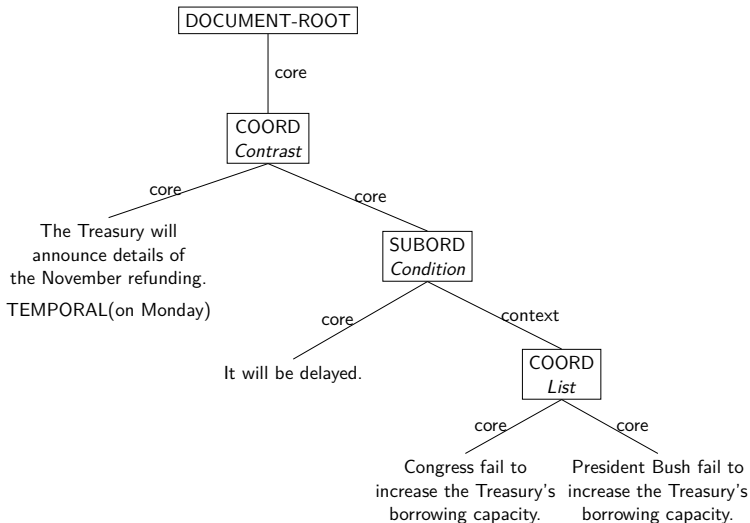 DOCUMENT-ROOT
core
COORD
Contrast
core
core
The Treasury will
announce details of
the November refunding.
TEMPORAL(on Monday)
SUBORD
Condition
core
context
It will be delayed.
COORD
List
core
core
Congress fail to
increase the Treasury's
borrowing capacity.
President Bush fail to
increase the Treasury's
borrowing capacity.